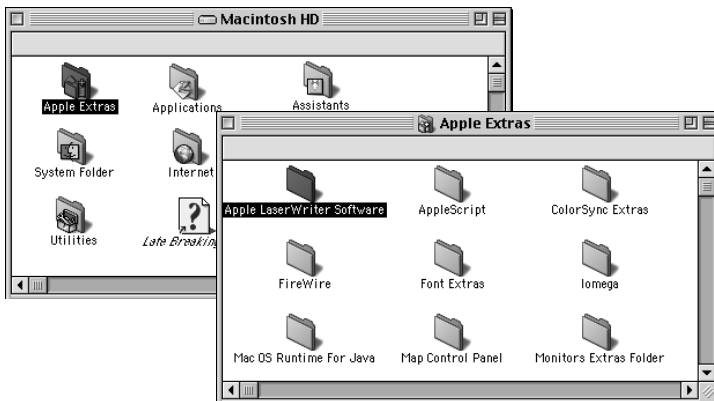 Macintosh HD
Apple Extras
Applications
Assistants
System Folder
Internet
Utilities
Late Breaking
Apple Extras
Apple LaserWriter Software
AppleScript
ColorSync Extras
FireWire
Font Extras
Iomega
Mac OS Runtime For Java
Map Control Panel
Monitors Extras Folder